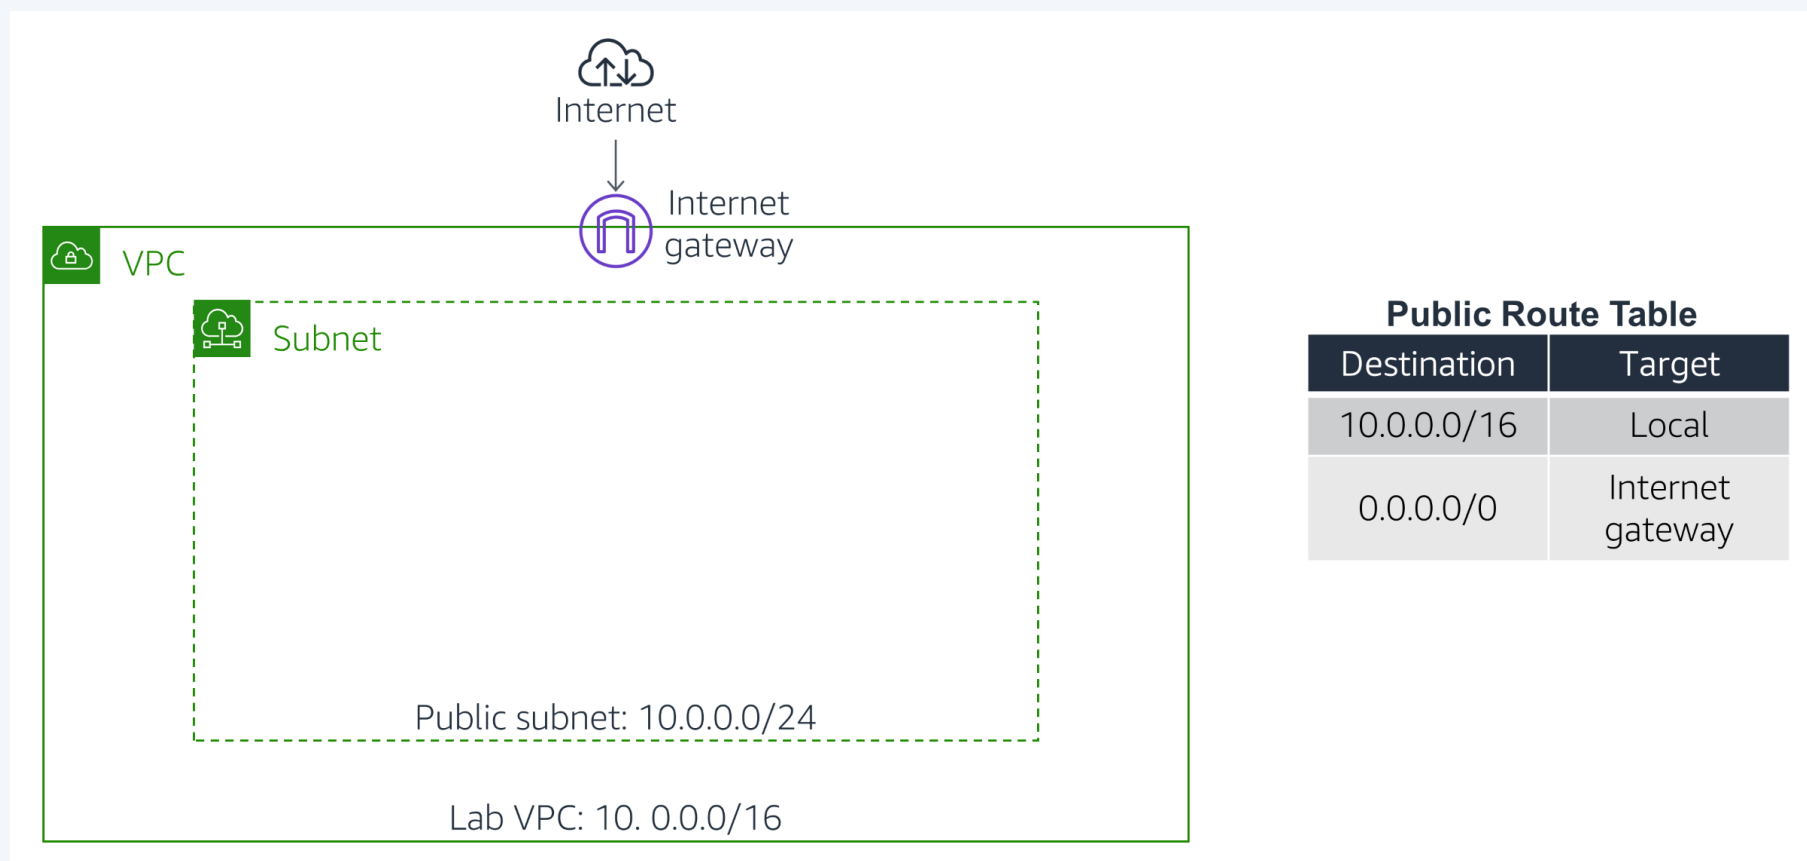 Internet
Internet
gateway
VPC
Subnet
Public subnet: 10.0.0.0/24
Lab VPC: 10. 0.0.0/16
Public Route Table
Destination Target
10.0.0.0/16 Local
0.0.0.0/0 Internet
gateway